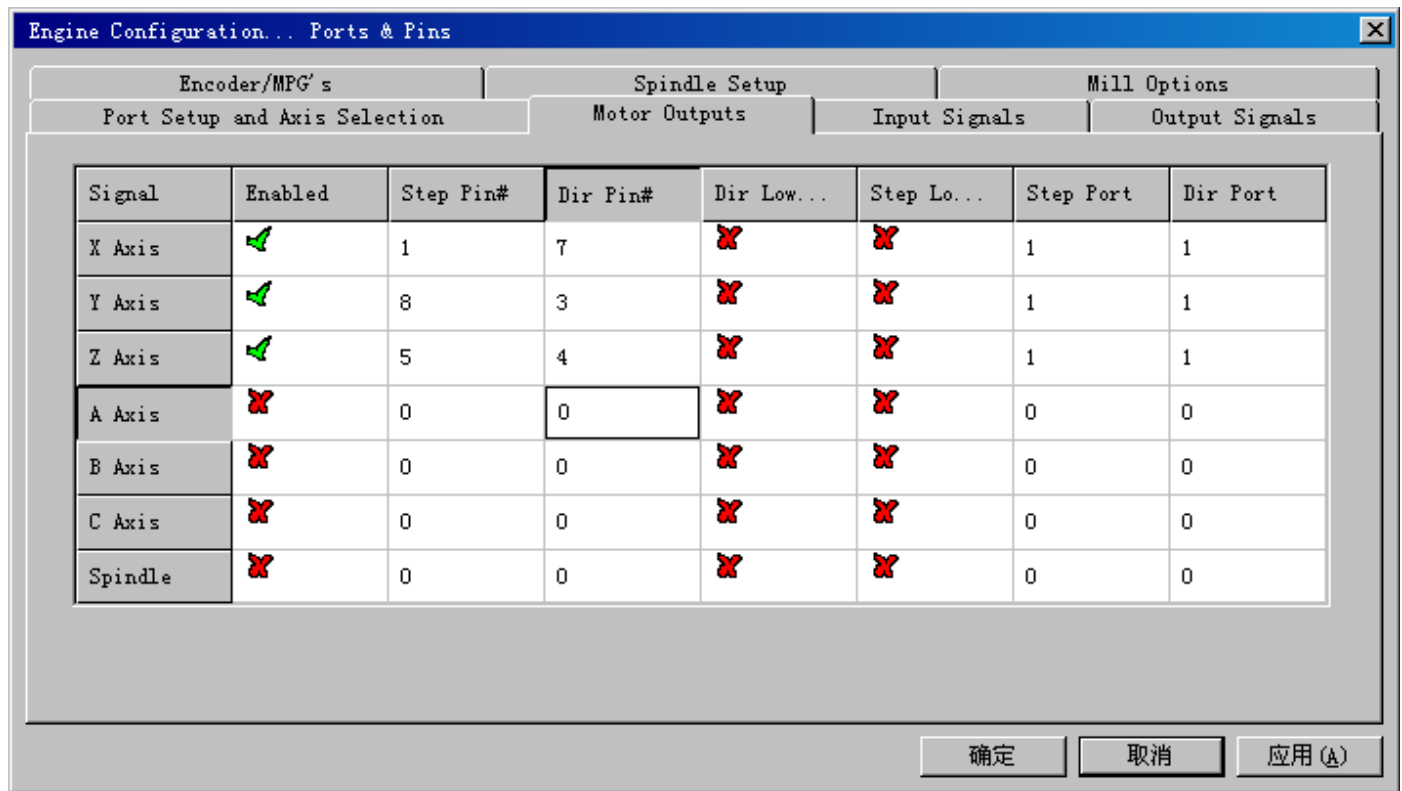 Engine Configuration... Ports & Pins
Encoder/MPG's Spindle Setup Mill Options
Port Setup and Axis Selection Motor Outputs Input Signals Output Signals
Signal Enabled Step Pin# Dir Pin# Dir Low... Step Lo... Step Port Dir Port
X Axis 1 7 1 1
Y Axis 8 3 1 1
Z Axis 5 4 1 1
A Axis 0 0 0 0
B Axis 0 0 0 0
C Axis 0 0 0 0
Spindle 0 0 0 0
确定 取消 应用(A)